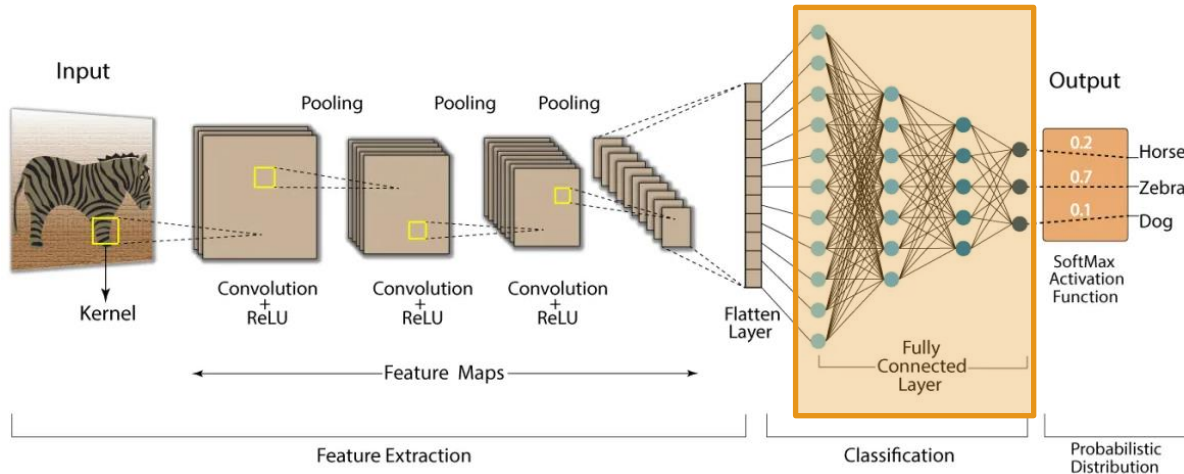 Input
Pooling
Pooling
Pooling
Output
0.2
Horse
0.7
Zebra
0.1
Dog
Kernel
Convolution
+
ReLU
Convolution
+
ReLU
Convolution
+
ReLU
Flatten
Layer
SoftMax
Activation
Function
Fully
Connected
Layer
Feature Maps
Feature Extraction
Classification
Probabilistic
Distribution